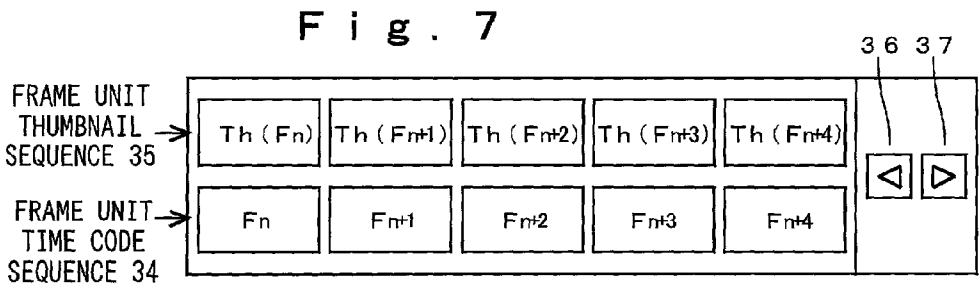 Fig. 7
36 37
FRAME UNIT
THUMBNAIL
SEQUENCE 35
Th(Fn) Th(Fn+1) Th(Fn+2) Th(Fn+3) Th(Fn+4)
FRAME UNIT
TIME CODE
SEQUENCE 34
Fn Fn+1 Fn+2 Fn+3 Fn+4